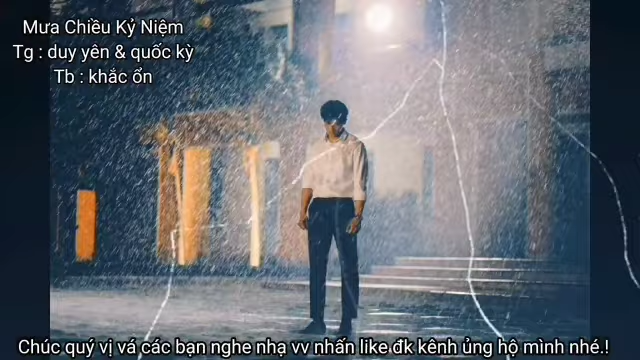 Mưa Chiều Kỷ Niệm
Tg : duy yên & quốc kỳ
Tb : khắc ổn
Chúc quý vị vá các bạn nghe nhạ vv nhấn like đk kênh ủng hộ mình nhé.!